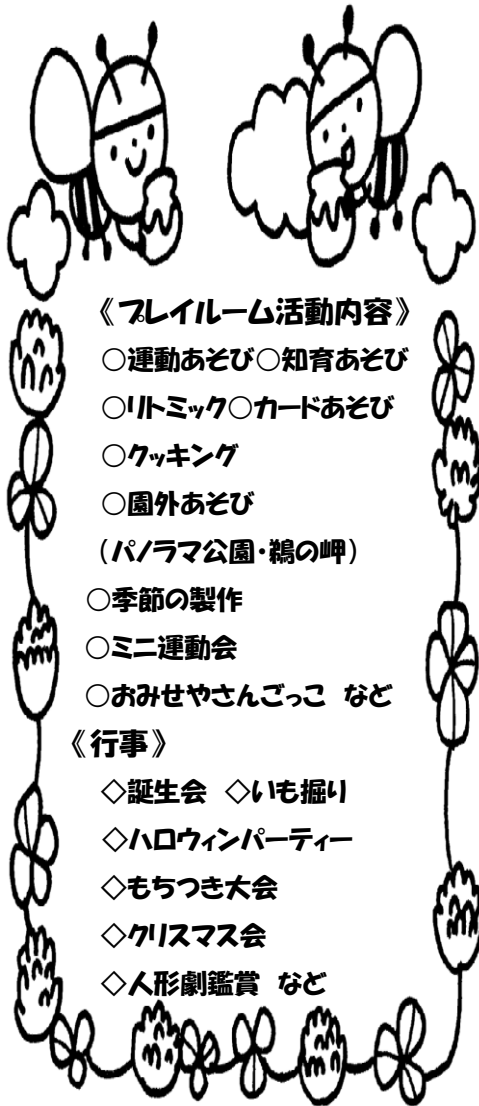 《プレイルーム活動内容》
○運動あそび○知育あそび
○リトミック○カードあそび
○クッキング
○園外あそび
（パノラマ公園・鵜の岬）
○季節の製作
○ミニ運動会
○おみせやさんごっこ など
《行事》
◇誕生会 ◇いも掘り
◇ハロウィンパーティー
◇もちつき大会
◇クリスマス会
◇人形劇鑑賞 など